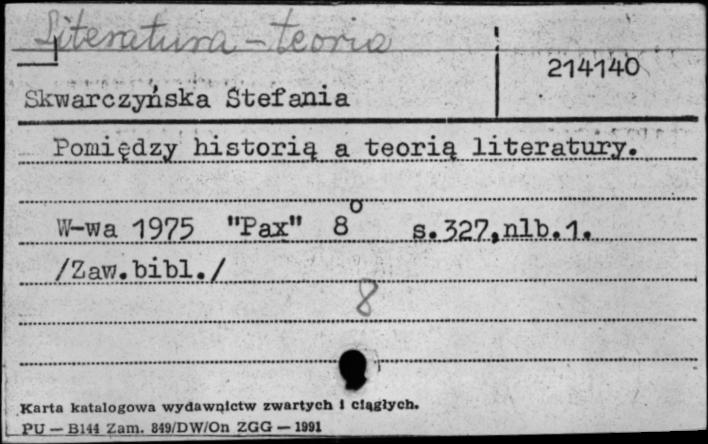 Literatura - teoria
214140
Skwarczyńska Stefania
Pomiędzy historią a teorią literatury.
W-wa 1975 "Pax" 8° s.327,nlb.1.
/Zaw.bibl./
8
Karta katalogowa wydawnictw zwartych i ciągłych.
PU — B144 Zam. 849/DW/On ZGG — 1991